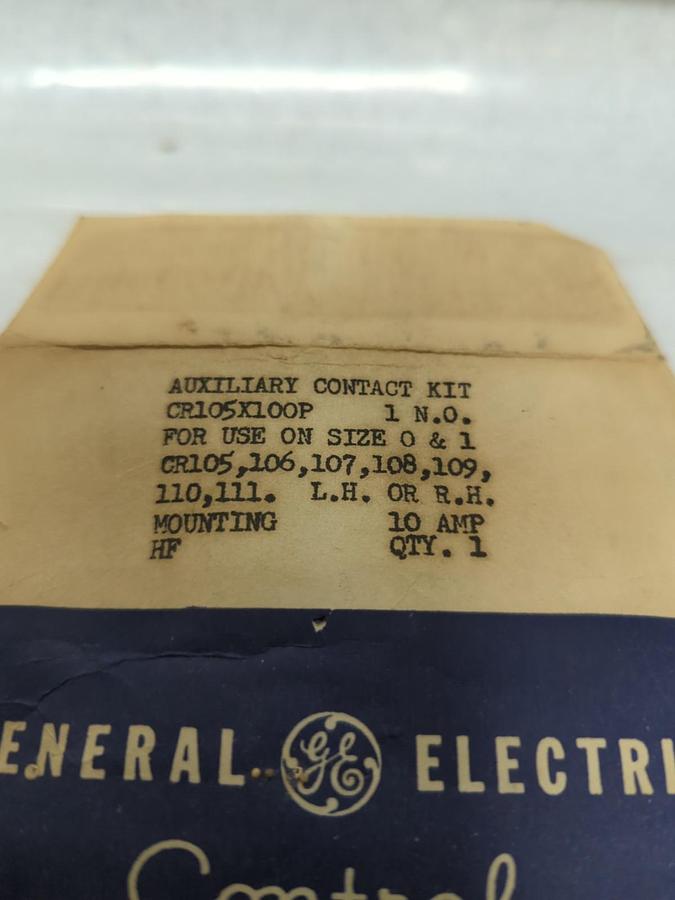 AUXILIARY CONTACT KIT
CR105X100P 1 N.O.
FOR USE ON SIZE 0 & 1
CR105,106,107,108,109,
110,111. L.H. OR R.H.
MOUNTING 10 AMP
HF QTY. 1
ENERAL GE ELECTRI
Control